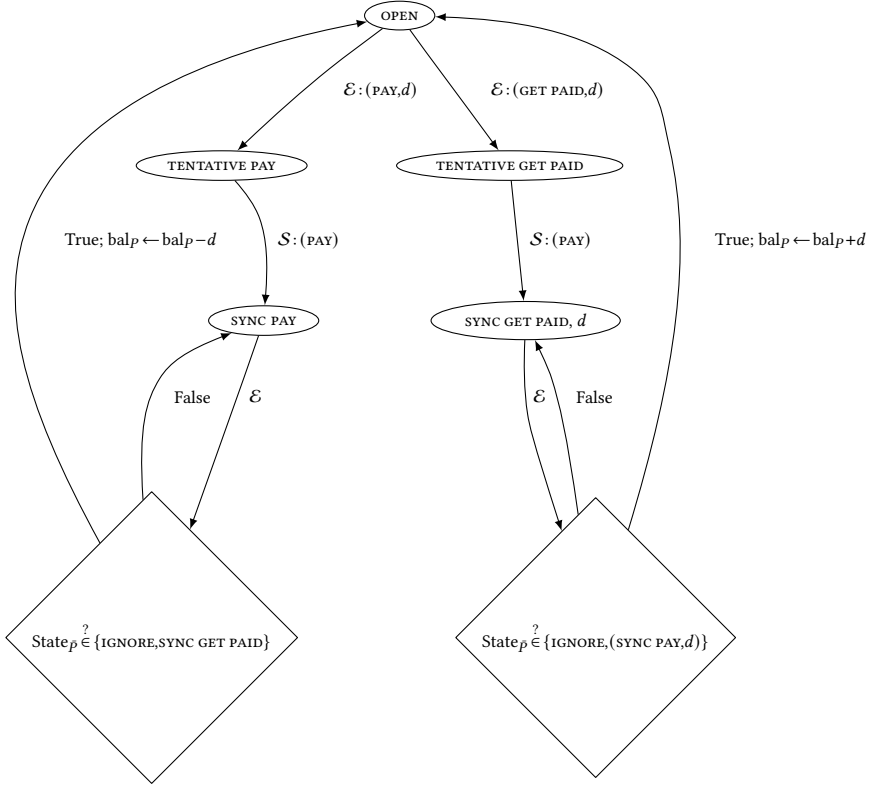 OPEN
ℰ: (PAY,d)
ℰ: (GET PAID,d)
TENTATIVE PAY
TENTATIVE GET PAID
True; bal_P ← bal_P − d
𝒮: (PAY)
𝒮: (PAY)
True; bal_P ← bal_P + d
SYNC PAY
SYNC GET PAID, d
False
ℰ
ℰ
False
State_P̄ ∈? {IGNORE,SYNC GET PAID}
State_P̄ ∈? {IGNORE,(SYNC PAY,d)}